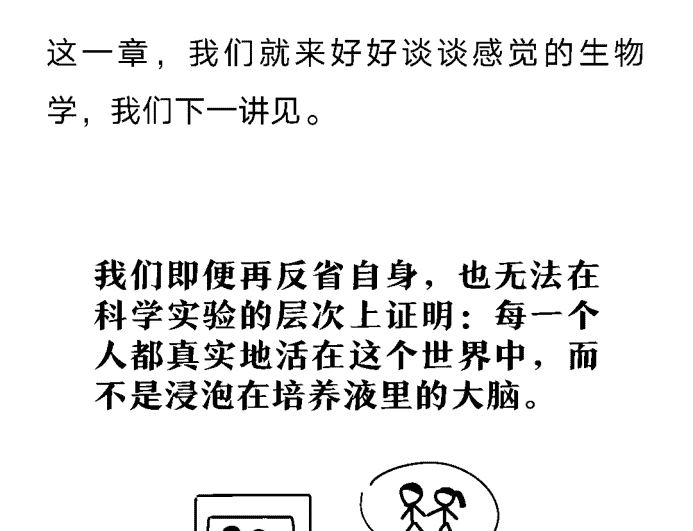 这一章，我们就来好好谈谈感觉的生物
学，我们下一讲见。
我们即便再反省自身，也无法在
科学实验的层次上证明：每一个
人都真实地活在这个世界中，而
不是浸泡在培养液里的大脑。